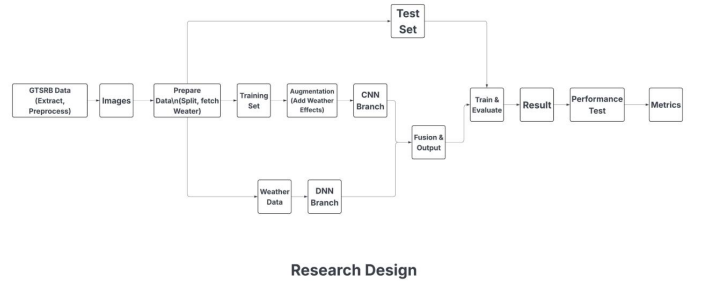 Test
Set
GTSRB Data
(Extract,
Preprocess)
Images
Prepare
Data\n(Split, fetch
Weater)
Training
Set
Augmentation
(Add Weather
Effects)
CNN
Branch
Fusion &
Output
Train &
Evaluate
Result
Performance
Test
Metrics
Weather
Data
DNN
Branch
Research Design